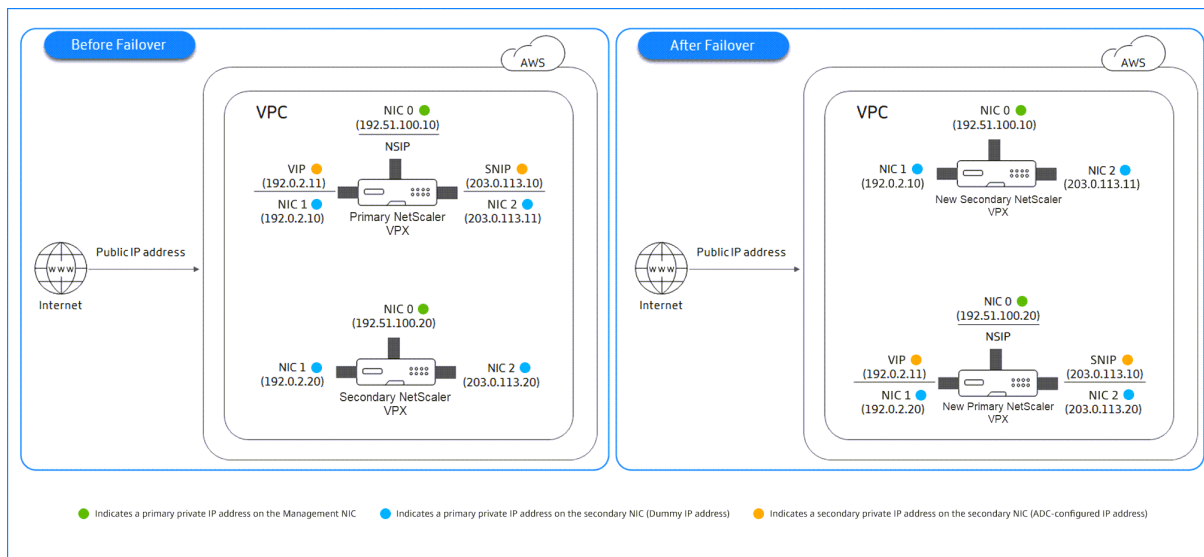 Before Failover
AWS
VPC
NIC 0
(192.51.100.10)
NSIP
VIP
(192.0.2.11)
NIC 1
(192.0.2.10)
SNIP
(203.0.113.10)
NIC 2
(203.0.113.11)
Primary NetScaler
VPX
Public IP address
www
Internet
NIC 0
(192.51.100.20)
NIC 1
(192.0.2.20)
NIC 2
(203.0.113.20)
Secondary NetScaler
VPX
After Failover
AWS
VPC
NIC 0
(192.51.100.10)
NIC 1
(192.0.2.10)
NIC 2
(203.0.113.11)
New Secondary NetScaler
VPX
Public IP address
www
Internet
NIC 0
(192.51.100.20)
NSIP
VIP
(192.0.2.11)
NIC 1
(192.0.2.20)
SNIP
(203.0.113.10)
NIC 2
(203.0.113.20)
New Primary NetScaler
VPX
Indicates a primary private IP address on the Management NIC
Indicates a primary private IP address on the secondary NIC (Dummy IP address)
Indicates a secondary private IP address on the secondary NIC (ADC-configured IP address)